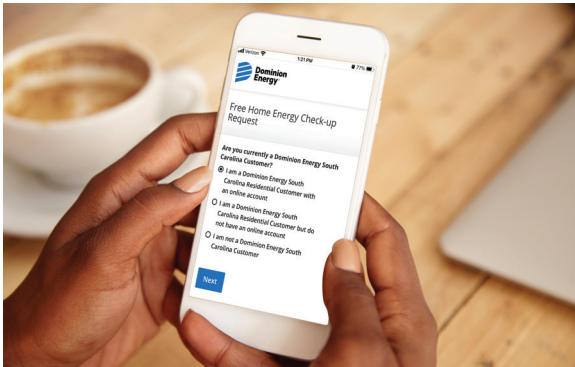 Verizon 1:21 PM 77%
Dominion
Energy
Free Home Energy Check-up
Request
Are you currently a Dominion Energy South
Carolina Customer?
I am a Dominion Energy South
Carolina Residential Customer with
an online account
I am a Dominion Energy South
Carolina Residential Customer but do
not have an online account
I am not a Dominion Energy South
Carolina Customer
Next